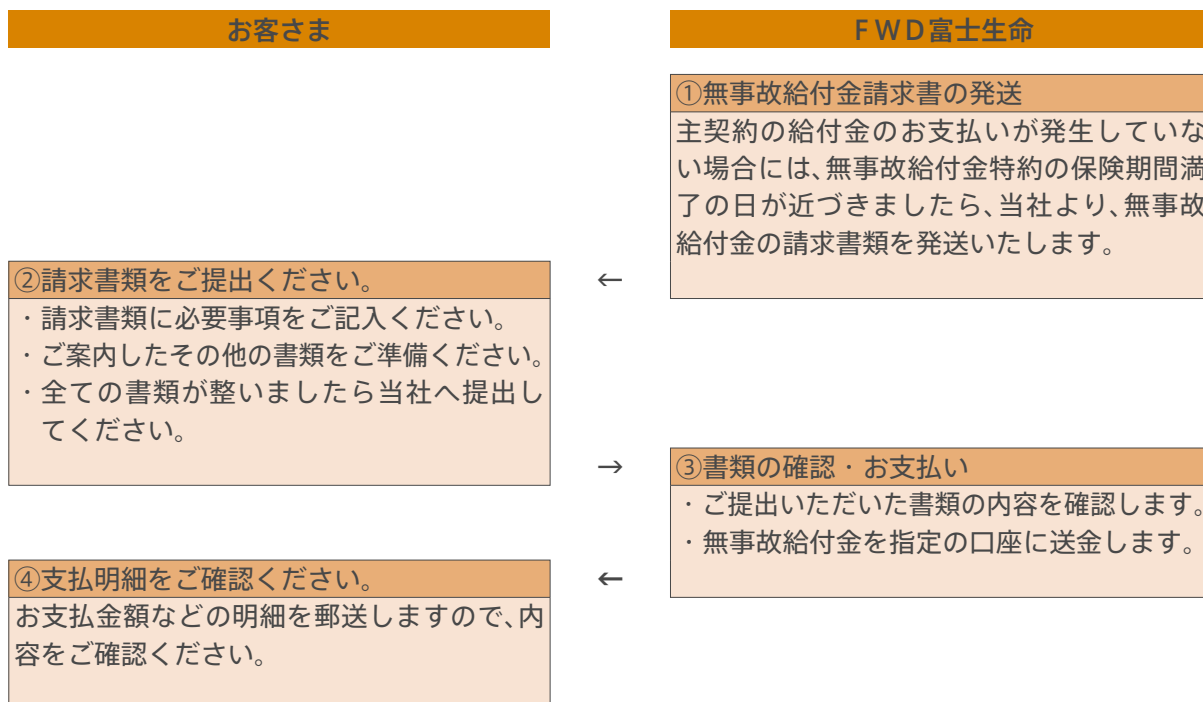 お客さま
ＦＷＤ富士生命
①無事故給付金請求書の発送
主契約の給付金のお支払いが発生していな
い場合には、無事故給付金特約の保険期間満
了の日が近づきましたら、当社より、無事故
給付金の請求書類を発送いたします。
←
②請求書類をご提出ください。
・請求書類に必要事項をご記入ください。
・ご案内したその他の書類をご準備ください。
・全ての書類が整いましたら当社へ提出し
てください。
→
③書類の確認・お支払い
・ご提出いただいた書類の内容を確認します。
・無事故給付金を指定の口座に送金します。
←
④支払明細をご確認ください。
お支払金額などの明細を郵送しますので、内
容をご確認ください。